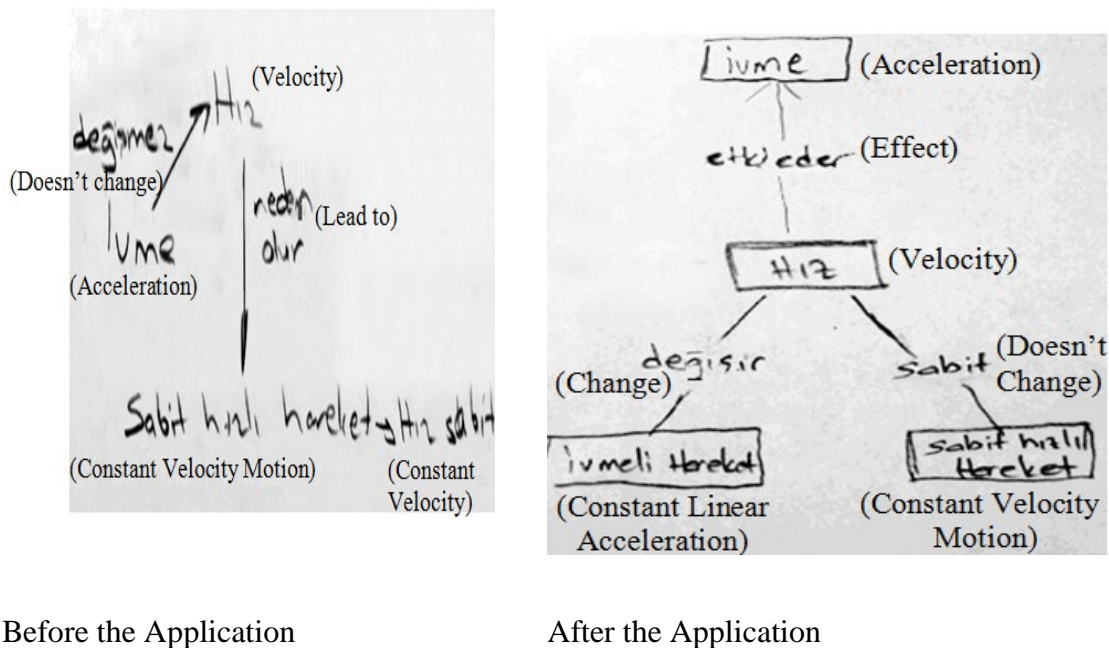 (Velocity)
Hız
değişmez
(Doesn't change)
neden
olur
(Lead to)
İvme
(Acceleration)
Sabit hızlı hareket → Hız sabit
(Constant Velocity Motion)
(Constant
Velocity)
Before the Application
ivme
(Acceleration)
etki eder
(Effect)
HIZ
(Velocity)
değişir
(Change)
sabit
(Doesn't
Change)
ivmeli Hareket
(Constant Linear
Acceleration)
Sabit hızlı
Hareket
(Constant Velocity
Motion)
After the Application